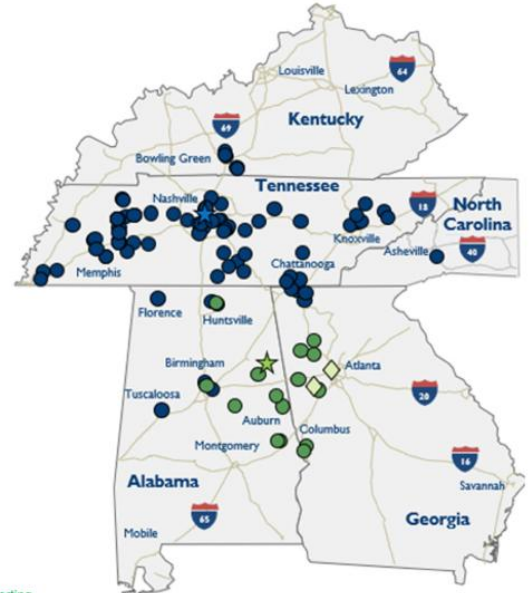 64
Louisville
Lexington
69
Kentucky
Bowling Green
Tennessee
Nashville
North
Carolina
Knoxville
40
Asheville
Chattanooga
Memphis
Florence
Huntsville
Birmingham
Atlanta
Tuscaloosa
20
Auburn
Columbus
Montgomery
16
Alabama
Savannah
65
Georgia
Mobile